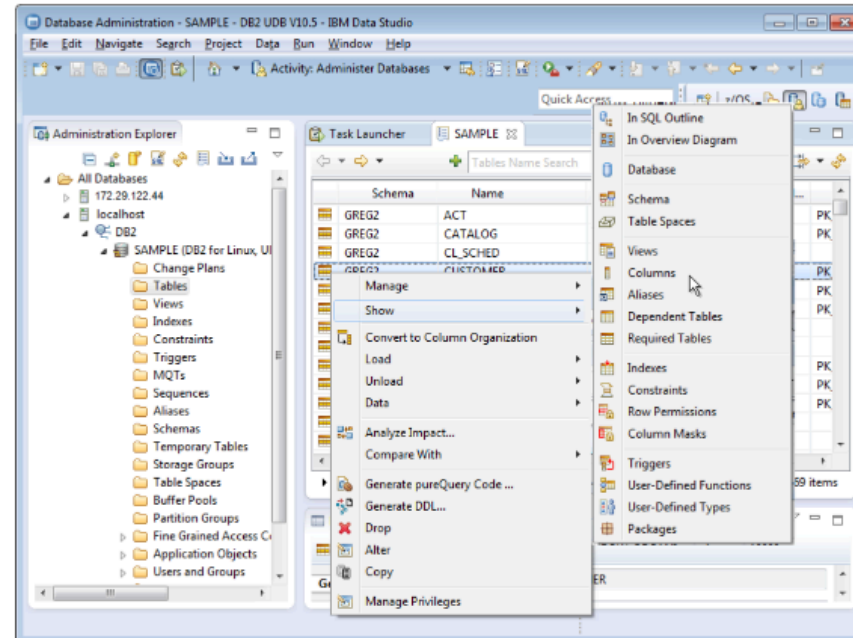 Database Administration - SAMPLE - DB2 UDB V10.5 - IBM Data Studio
File Edit Navigate Search Project Data Run Window Help
Activity: Administer Databases
Quick Access
z/OS
Administration Explorer
Task Launcher
SAMPLE
Tables Name Search
All Databases
172.29.122.44
localhost
DB2
SAMPLE (DB2 for Linux, UI
Change Plans
Tables
Views
Indexes
Constraints
Triggers
MQTs
Sequences
Aliases
Schemas
Temporary Tables
Storage Groups
Table Spaces
Buffer Pools
Partition Groups
Fine Grained Access C
Application Objects
Users and Groups
Schema Name
GREG2 ACT PK
GREG2 CATALOG PK
GREG2 CL_SCHED
GREG2 CUSTOMER PK
PK
PK
PK
PK
PK
Manage
Show
Convert to Column Organization
Load
Unload
Data
Analyze Impact...
Compare With
Generate pureQuery Code ...
Generate DDL...
Drop
Alter
Copy
Manage Privileges
In SQL Outline
In Overview Diagram
Database
Schema
Table Spaces
Views
Columns
Aliases
Dependent Tables
Required Tables
Indexes
Constraints
Row Permissions
Column Masks
Triggers
User-Defined Functions
User-Defined Types
Packages
69 items
Ge
ER